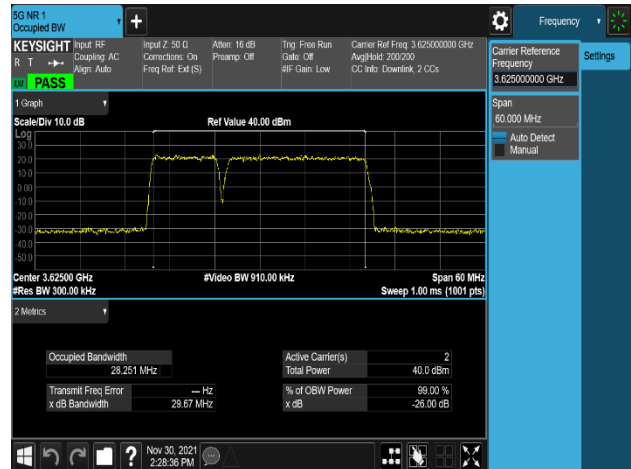 5G NR 1
Occupied BW
Frequency
KEYSIGHT
Input: RF
Coupling: AC
Align: Auto
Input Z: 50 Ω
Corrections: On
Freq Ref: Ext (S)
Atten: 16 dB
Preamp: Off
Trig: Free Run
Gate: Off
#IF Gain: Low
Carrier Ref Freq: 3.625000000 GHz
Avg|Hold: 200/200
CC Info: Downlink, 2 CCs
R T
LNI PASS
Carrier Reference
Frequency
3.625000000 GHz
Settings
Span
60.000 MHz
Auto Detect
Manual
1 Graph
Scale/Div 10.0 dB
Ref Value 40.00 dBm
Log
30.0
20.0
10.0
0.00
-10.0
-20.0
-30.0
-40.0
-50.0
Center 3.62500 GHz
#Video BW 910.00 kHz
Span 60 MHz
#Res BW 300.00 kHz
Sweep 1.00 ms (1001 pts)
2 Metrics
Occupied Bandwidth
28.251 MHz
Active Carrier(s) 2
Total Power 40.0 dBm
Transmit Freq Error --- Hz
x dB Bandwidth 29.67 MHz
% of OBW Power 99.00 %
x dB -26.00 dB
?
Nov 30, 2021
2:28:36 PM